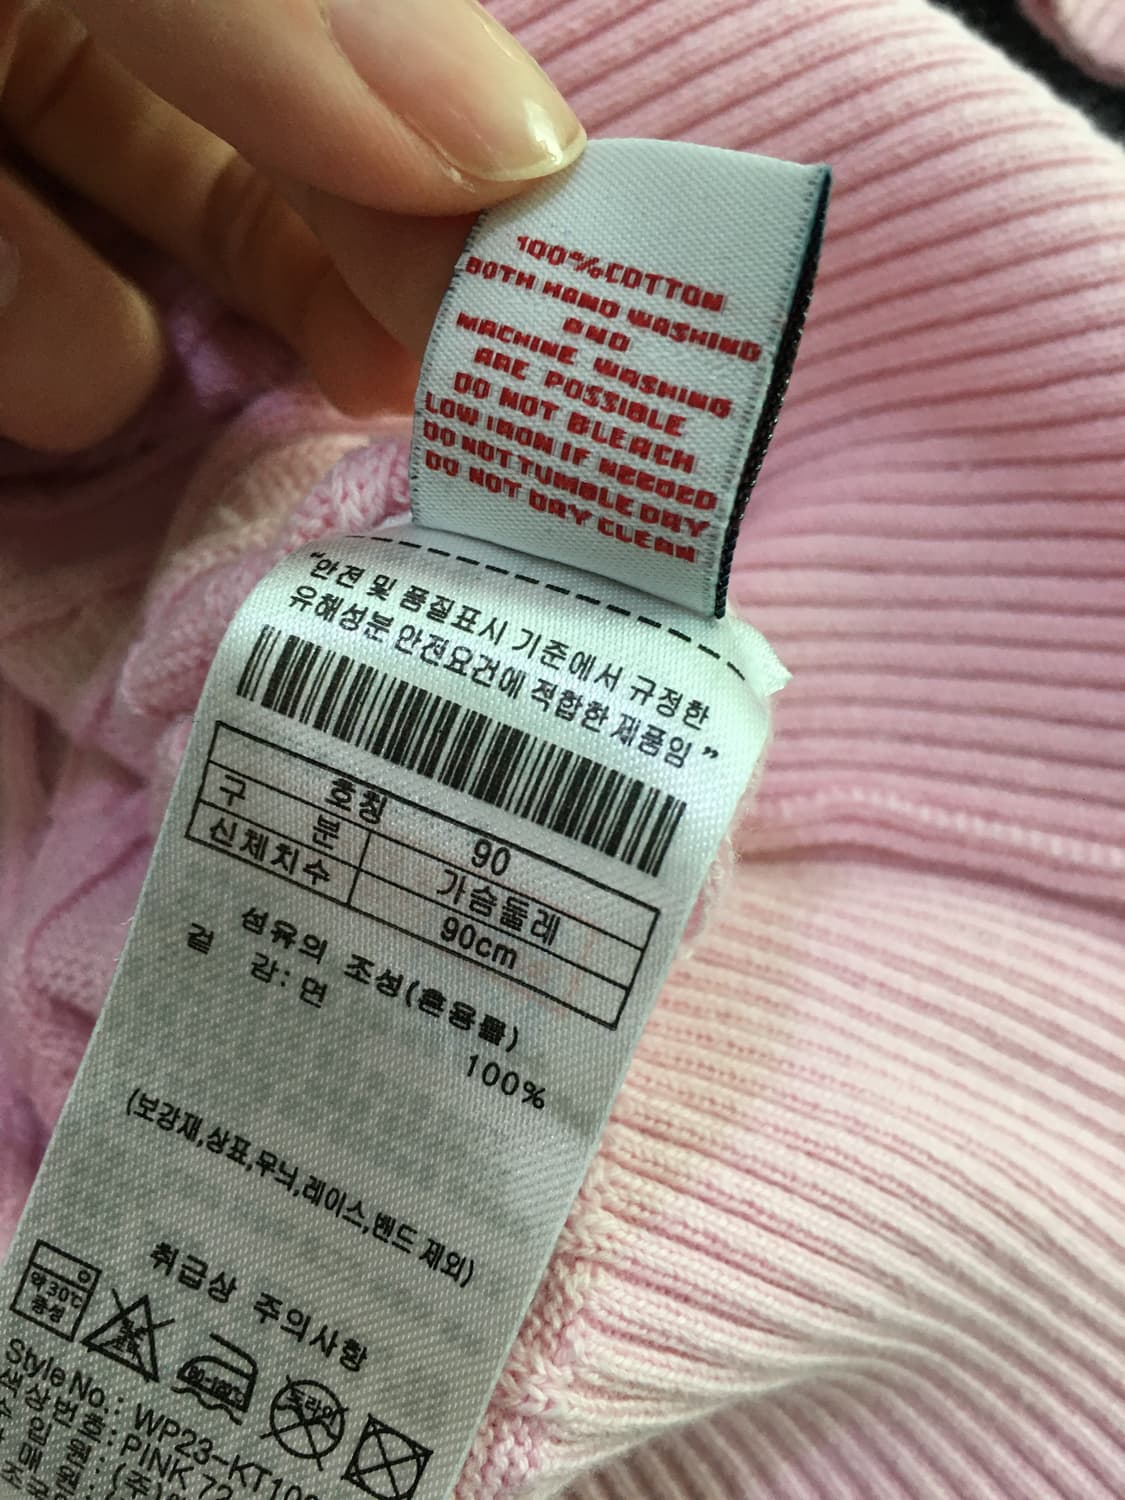 100%COTTON
BOTH HAND WASHING
AND
MACHINE WASHING
ARE POSSIBLE
DO NOT BLEACH
LOW IRON IF NEEDED
DO NOT TUMBLE DRY
DO NOT DRY CLEAN
"안전 및 품질표시 기준에서 규정한
유해성분 안전요건에 적합한 제품임"
호칭 90
구 분 가슴둘레
신체치수 90cm
섬유의 조성(혼용률)
겉 감: 면 100%
(보강재,상표,무늬,레이스,밴드 제외)
취급상 주의사항
약 30℃
중성
드라이
Style No.: WP23-KT10
색상번호: PINK 72